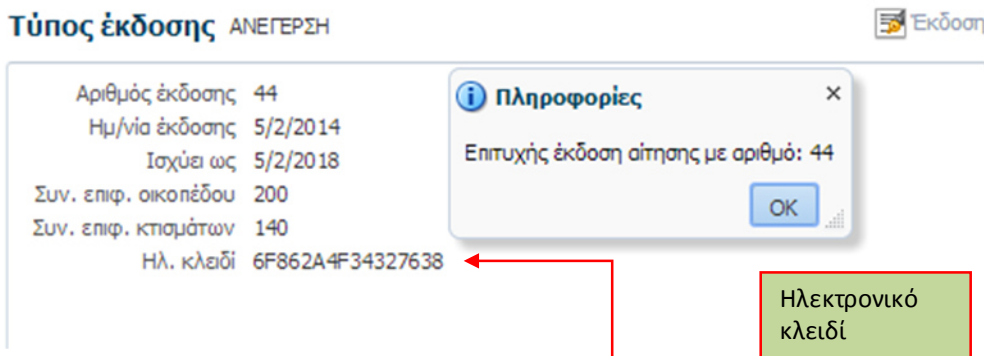 Τύπος έκδοσης ΑΝΕΓΕΡΣΗ
Έκδοση
Αριθμός έκδοσης 44
Ημ/νία έκδοσης 5/2/2014
Ισχύει ως 5/2/2018
Συν. επιφ. οικοπέδου 200
Συν. επιφ. κτισμάτων 140
Ηλ. κλειδί 6F862A4F34327638
Πληροφορίες
Επιτυχής έκδοση αίτησης με αριθμό: 44
OK
Ηλεκτρονικό
κλειδί